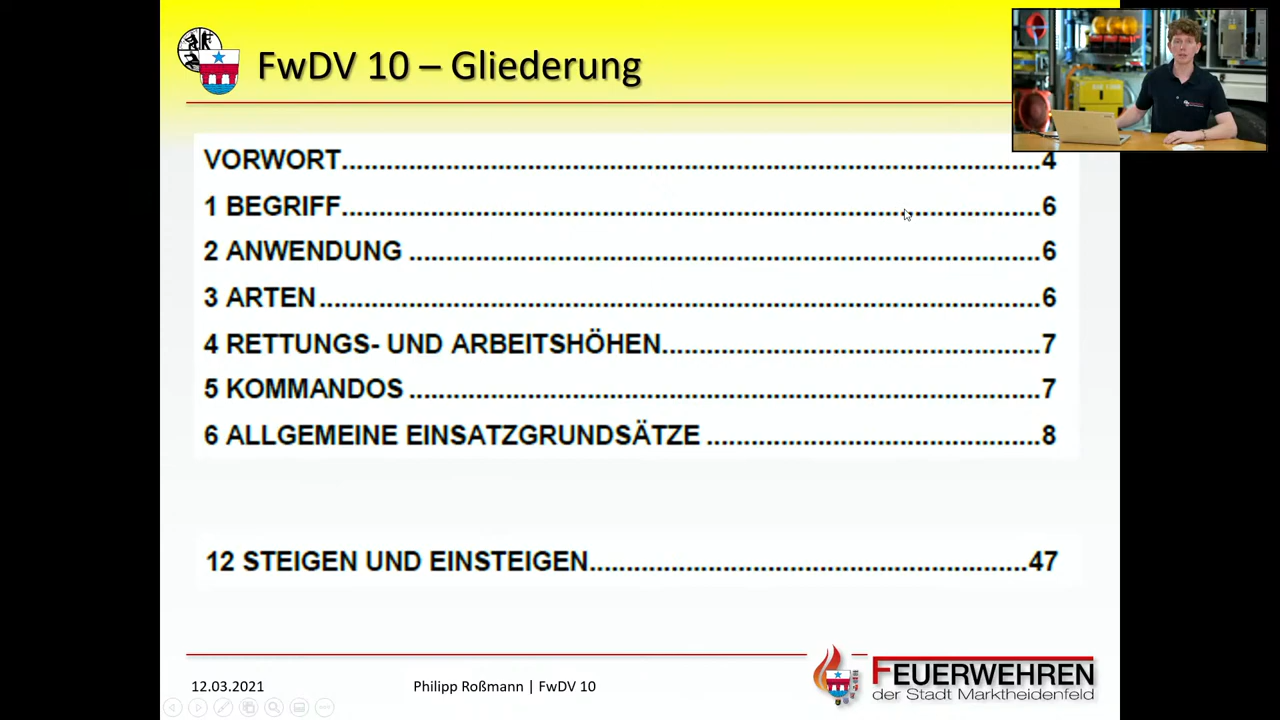 FwDV 10 – Gliederung
VORWORT.....................................................................................4
1 BEGRIFF.....................................................................................6
2 ANWENDUNG .............................................................................6
3 ARTEN........................................................................................6
4 RETTUNGS- UND ARBEITSHÖHEN..............................................7
5 KOMMANDOS .............................................................................7
6 ALLGEMEINE EINSATZGRUNDSÄTZE .........................................8
12 STEIGEN UND EINSTEIGEN.....................................................47
12.03.2021
Philipp Roßmann | FwDV 10
FEUERWEHREN
der Stadt Marktheidenfeld